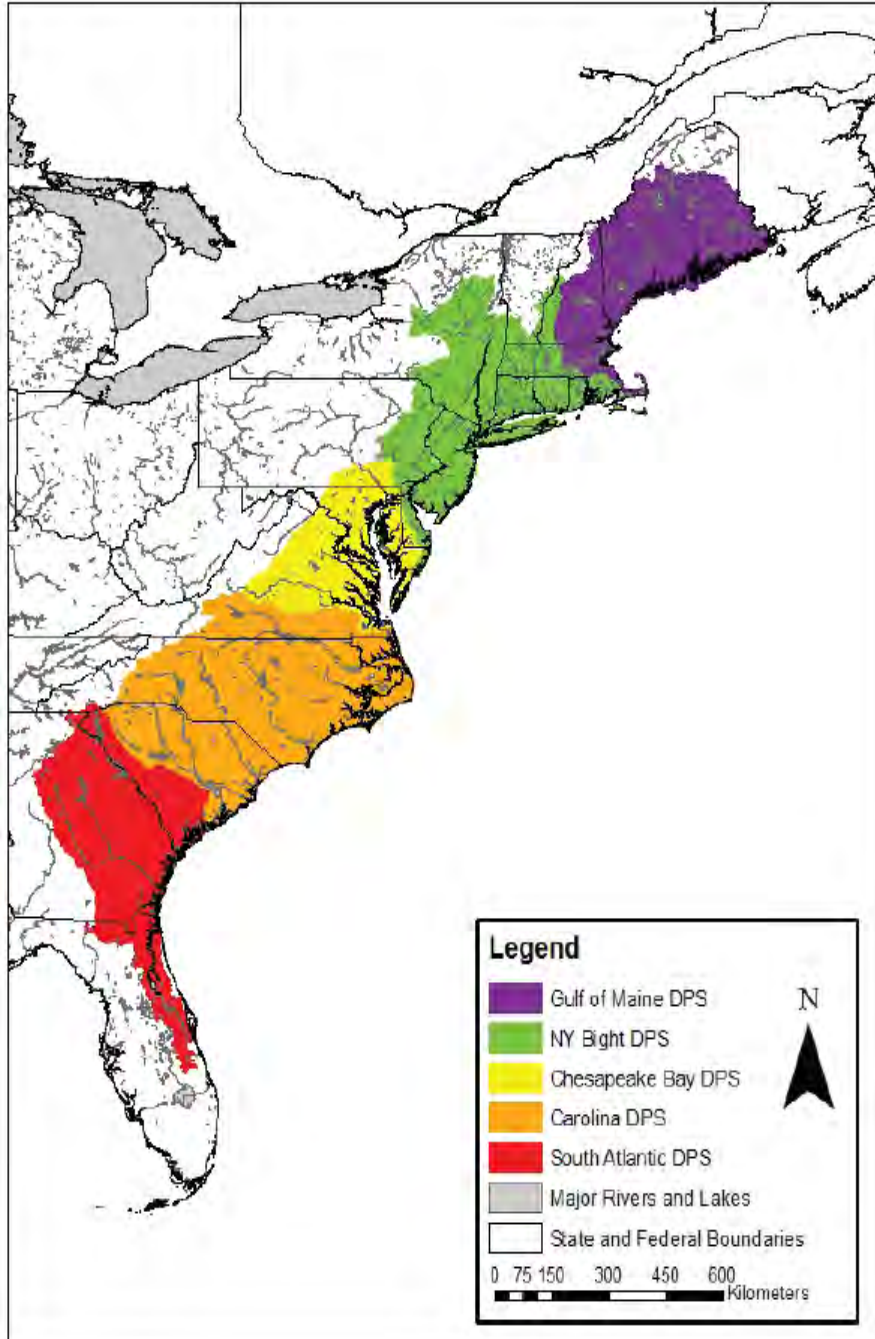 Legend
Gulf of Maine DPS
N
NY Bight DPS
Chesapeake Bay DPS
Carolina DPS
South Atlantic DPS
Major Rivers and Lakes
State and Federal Boundaries
0 75 150 300 450 600
Kilometers